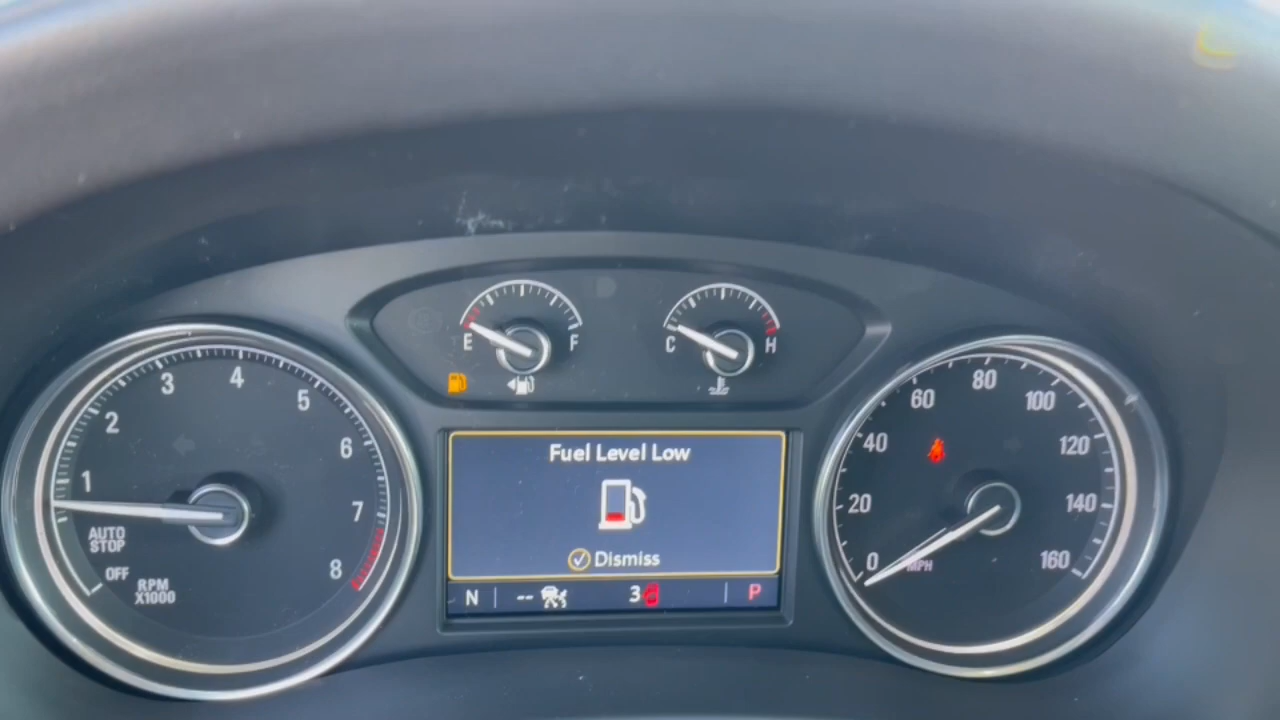 E F
C H
1
2
3
4
5
6
7
8
AUTO
STOP
OFF
RPM
X1000
Fuel Level Low
Dismiss
N -- 3 P
0
20
40
60
80
100
120
140
160
MPH